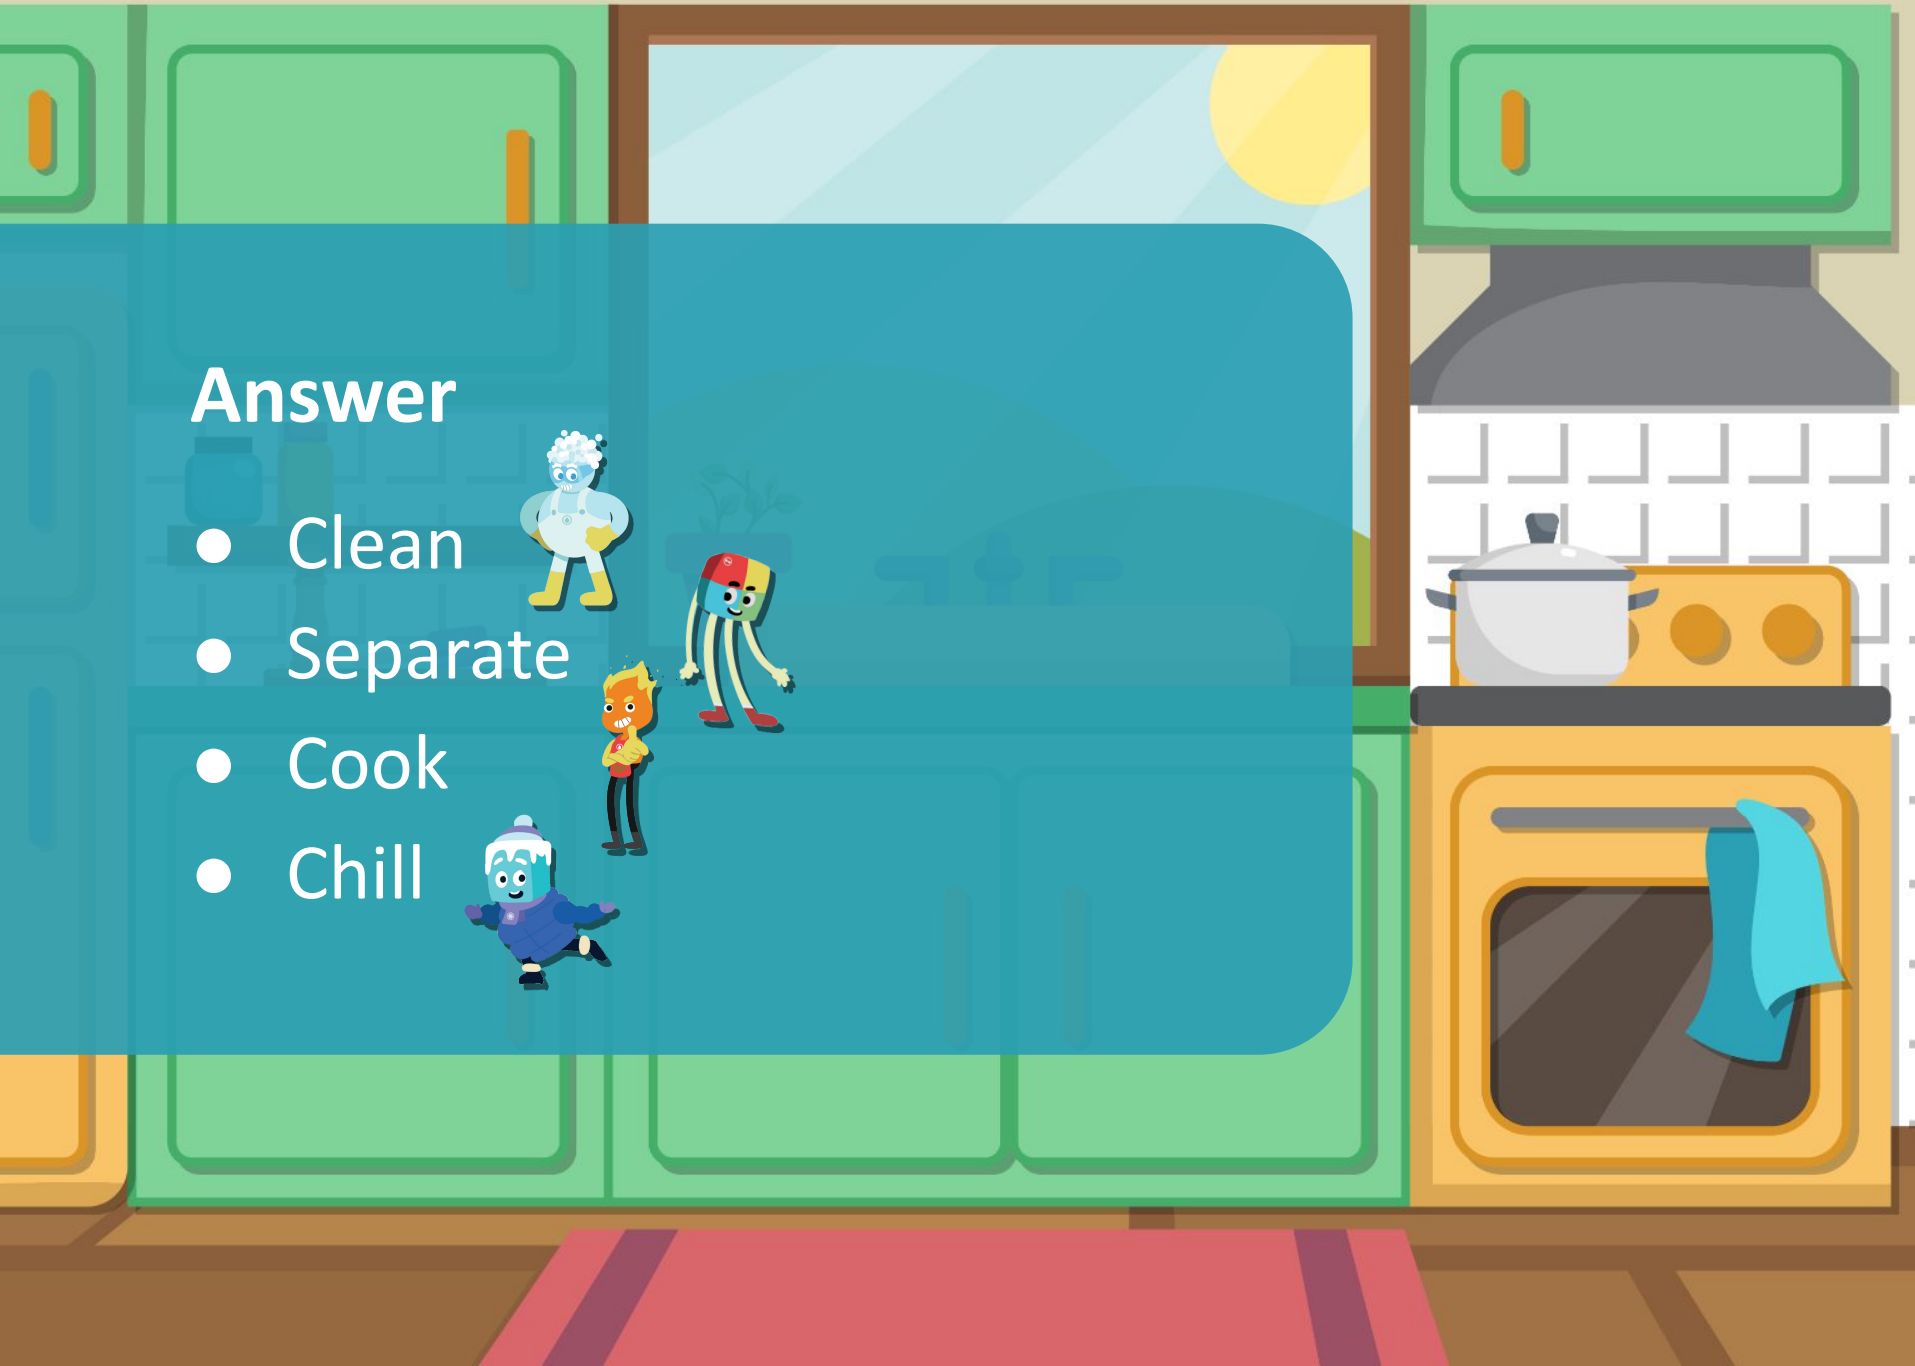 Answer
● Clean
● Separate
● Cook
● Chill